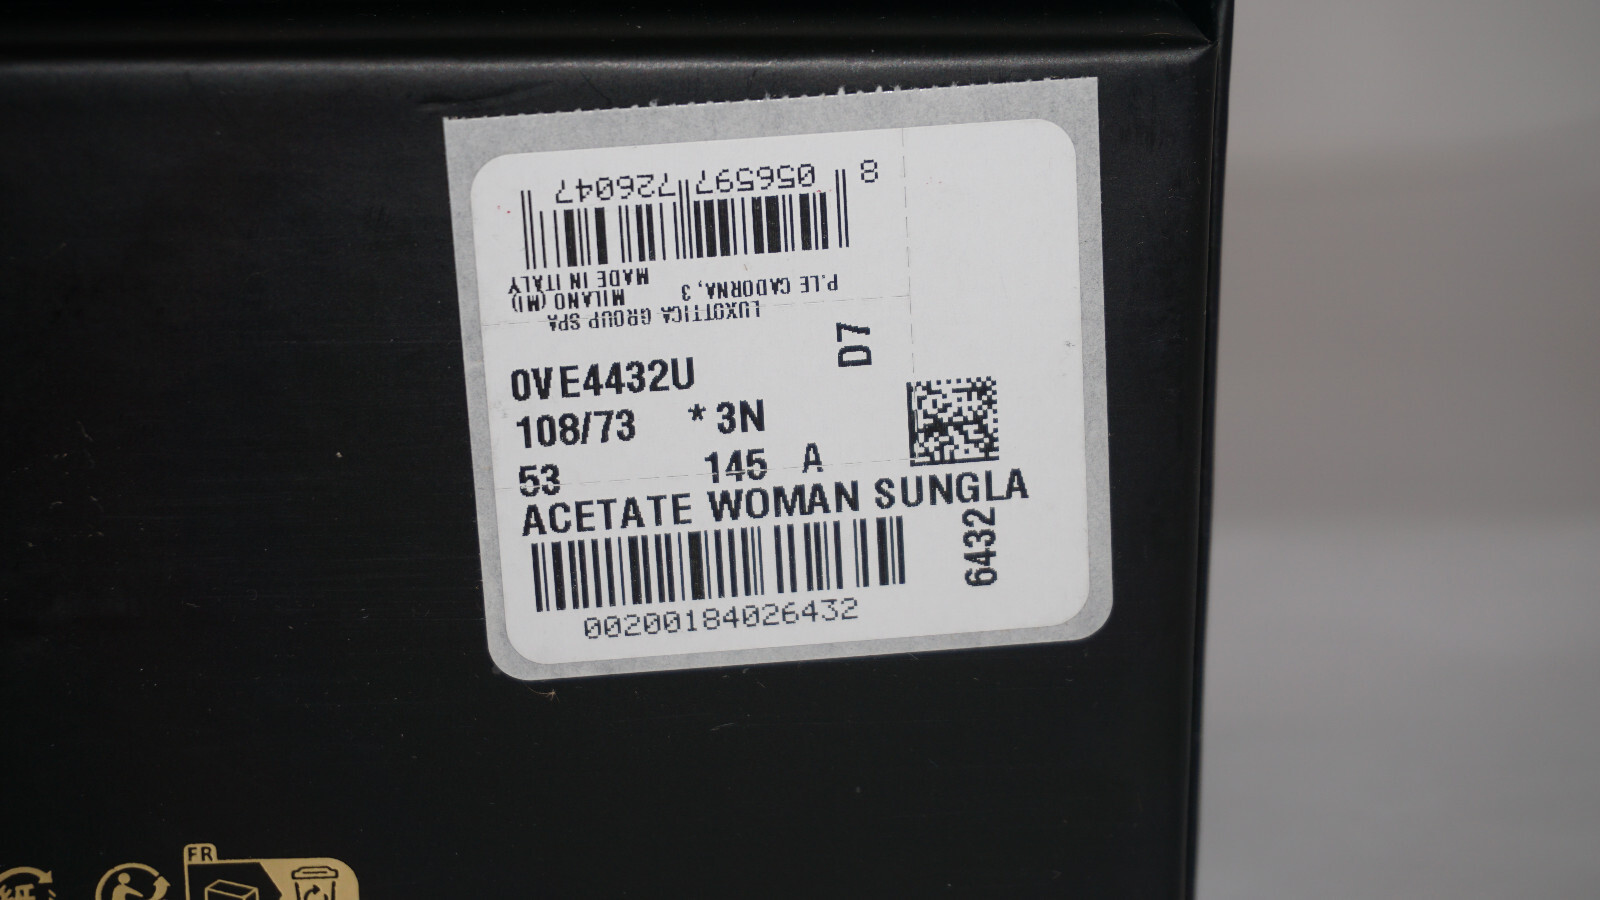 8 056597 726047
LUXOTTICA GROUP SPA
P.LE CADORNA, 3 MILANO (MI)
MADE IN ITALY
D7
0VE4432U
108/73 * 3N
53 145 A
ACETATE WOMAN SUNGLA
6432
00200184026432
FR